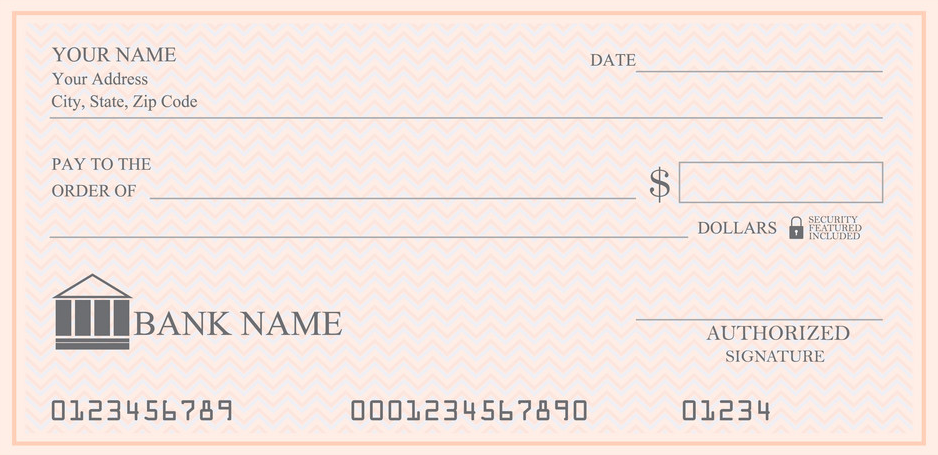 YOUR NAME
Your Address
City, State, Zip Code
DATE
PAY TO THE
ORDER OF
$
DOLLARS
SECURITY
FEATURED
INCLUDED
BANK NAME
AUTHORIZED
SIGNATURE
0123456789 0001234567890 01234